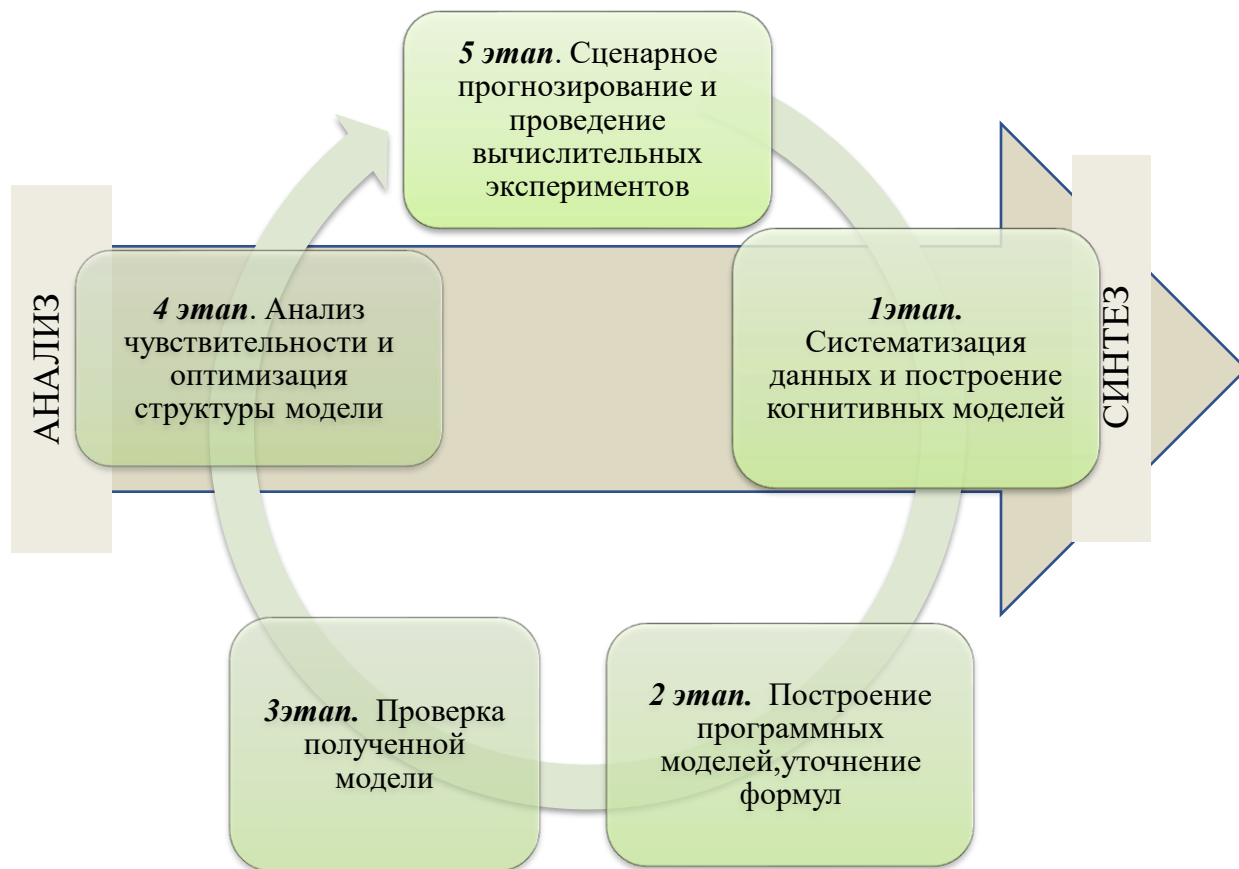 5 этап. Сценарное
прогнозирование и
проведение
вычислительных
экспериментов
АНАЛИЗ
4 этап. Анализ
чувствительности и
оптимизация
структуры модели
1этап.
Систематизация
данных и построение
когнитивных моделей
СИНТЕЗ
3этап. Проверка
полученной
модели
2 этап. Построение
программных
моделей,уточнение
формул